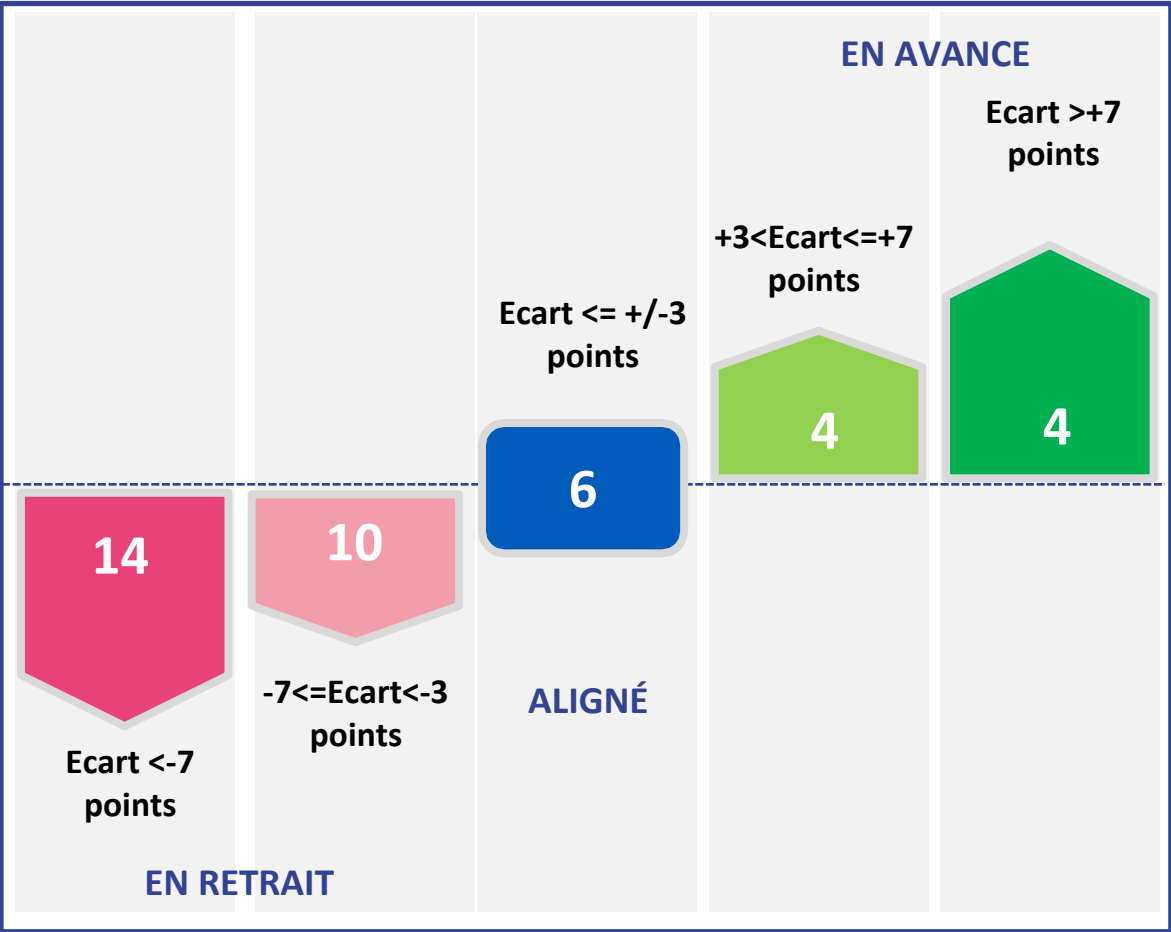 EN AVANCE
Ecart >+7
points
+3<Ecart<=+7
points
Ecart <= +/-3
points
4
4
6
14
10
-7<=Ecart<-3
points
ALIGNÉ
Ecart <-7
points
EN RETRAIT